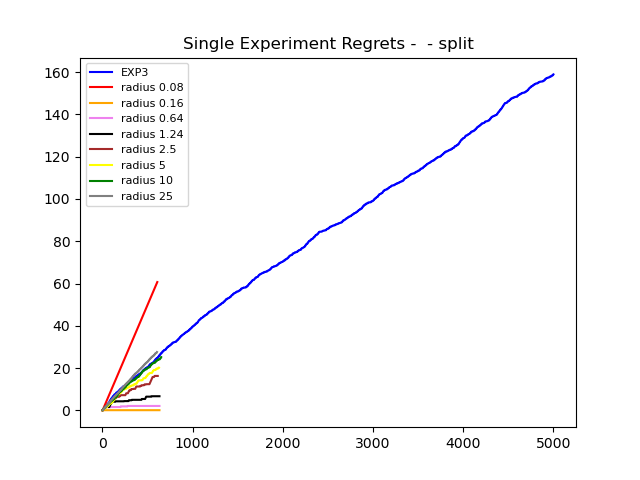 Single Experiment Regrets -  - split
EXP3
radius 0.08
radius 0.16
radius 0.64
radius 1.24
radius 2.5
radius 5
radius 10
radius 25
160
140
120
100
80
60
40
20
0
0 1000 2000 3000 4000 5000